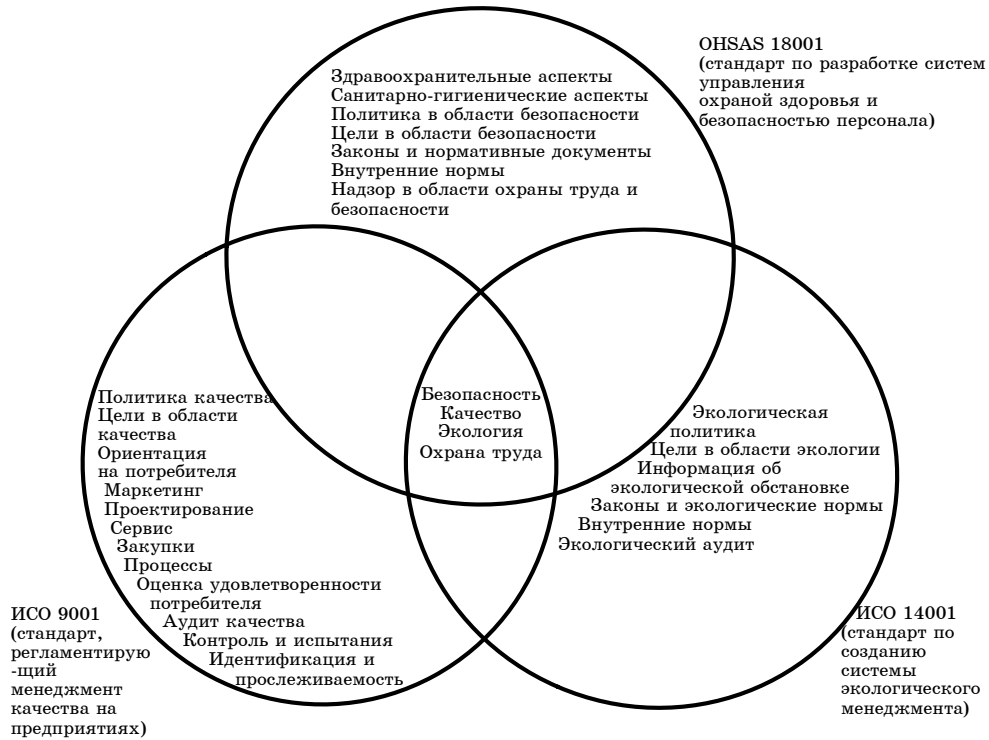 OHSAS 18001
(стандарт по разработке систем
управления
охраной здоровья и
безопасностью персонала)
Здравоохранительные аспекты
Санитарно-гигиенические аспекты
Политика в области безопасности
Цели в области безопасности
Законы и нормативные документы
Внутренние нормы
Надзор в области охраны труда и
безопасности
Политика качества
Цели в области
качества
Ориентация
на потребителя
Маркетинг
Проектирование
Сервис
Закупки
Процессы
Оценка удовлетворенности
потребителя
Аудит качества
Контроль и испытания
Идентификация и
прослеживаемость
Безопасность
Качество
Экология
Охрана труда
Экологическая
политика
Цели в области экологии
Информация об
экологической обстановке
Законы и экологические нормы
Внутренние нормы
Экологический аудит
ИСО 9001
(стандарт,
регламентирую
-щий
менеджмент
качества на
предприятиях)
ИСО 14001
(стандарт по
созданию
системы
экологического
менеджмента)